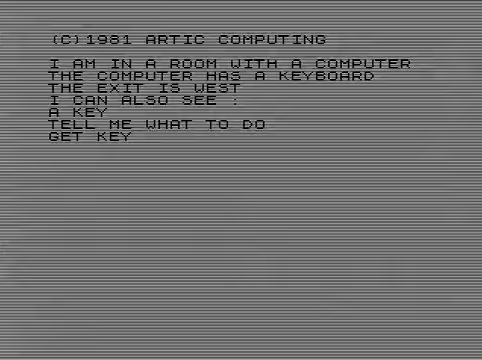 (C)1981 ARTIC COMPUTING
I AM IN A ROOM WITH A COMPUTER
THE COMPUTER HAS A KEYBOARD
THE EXIT IS WEST
I CAN ALSO SEE :
A KEY
TELL ME WHAT TO DO
GET KEY